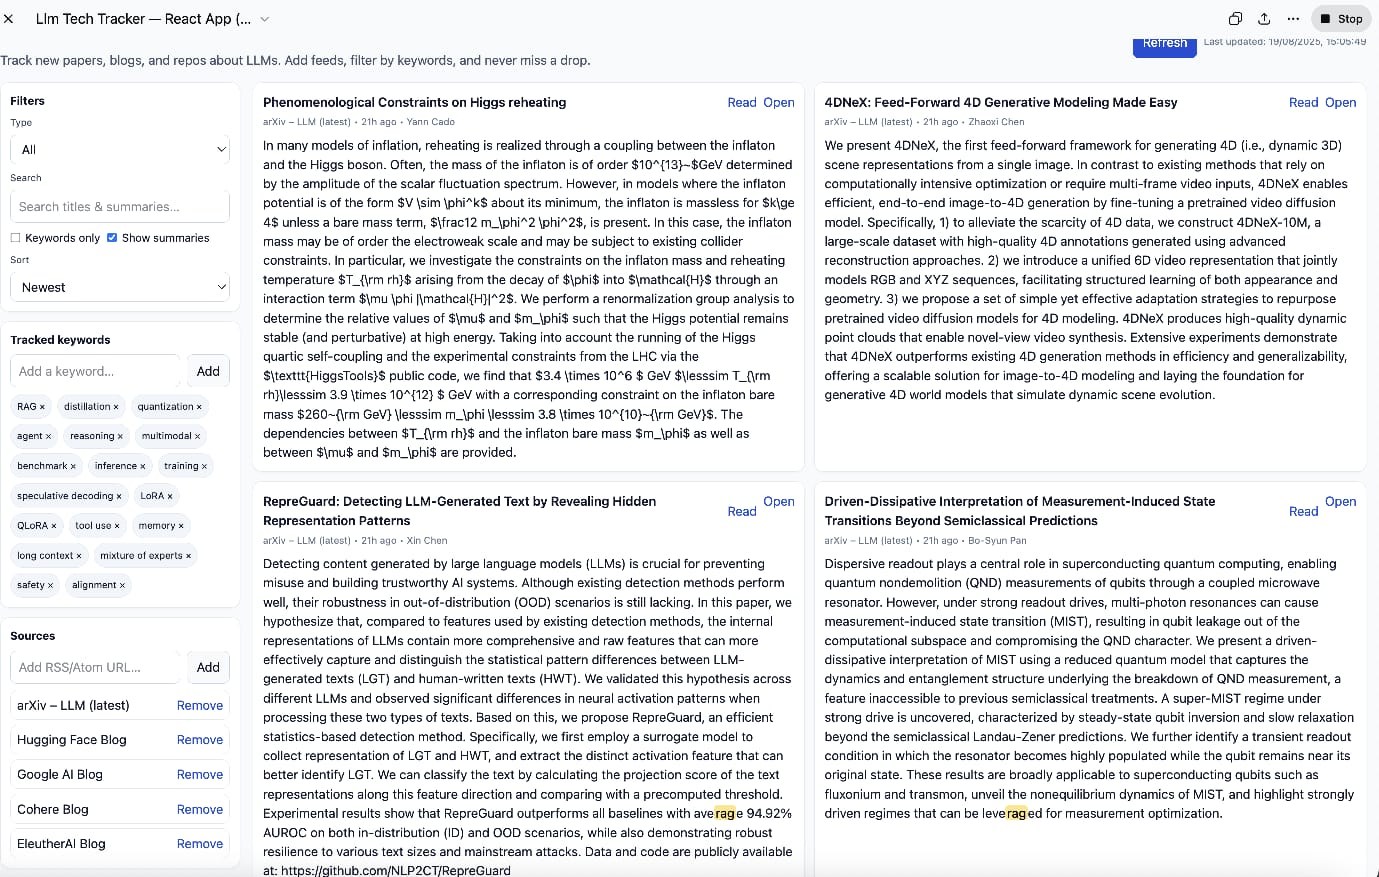 Llm Tech Tracker — React App (...
Stop
Refresh
Last updated: 19/08/2025, 15:05:49
Track new papers, blogs, and repos about LLMs. Add feeds, filter by keywords, and never miss a drop.
Filters
Type
All
Search
Search titles & summaries...
Keywords only Show summaries
Sort
Newest
Tracked keywords
Add a keyword... Add
RAG × distillation × quantization ×
agent × reasoning × multimodal ×
benchmark × inference × training ×
speculative decoding × LoRA ×
QLoRA × tool use × memory ×
long context × mixture of experts ×
safety × alignment ×
Sources
Add RSS/Atom URL... Add
arXiv – LLM (latest) Remove
Hugging Face Blog Remove
Google AI Blog Remove
Cohere Blog Remove
EleutherAI Blog Remove
Phenomenological Constraints on Higgs reheating Read Open
arXiv – LLM (latest) • 21h ago • Yann Cado
In many models of inflation, reheating is realized through a coupling between the inflaton
and the Higgs boson. Often, the mass of the inflaton is of order $10^{13}~$GeV determined
by the amplitude of the scalar fluctuation spectrum. However, in models where the inflaton
potential is of the form $V \sim \phi^k$ about its minimum, the inflaton is massless for $k\ge
4$ unless a bare mass term, $\frac12 m_\phi^2 \phi^2$, is present. In this case, the inflaton
mass may be of order the electroweak scale and may be subject to existing collider
constraints. In particular, we investigate the constraints on the inflaton mass and reheating
temperature $T_{\rm rh}$ arising from the decay of $\phi$ into $\mathcal{H}$ through an
interaction term $\mu \phi |\mathcal{H}|^2$. We perform a renormalization group analysis to
determine the relative values of $\mu$ and $m_\phi$ such that the Higgs potential remains
stable (and perturbative) at high energy. Taking into account the running of the Higgs
quartic self-coupling and the experimental constraints from the LHC via the
$\texttt{HiggsTools}$ public code, we find that $3.4 \times 10^6 $ GeV $\lesssim T_{\rm
rh}\lesssim 3.9 \times 10^{12} $ GeV with a corresponding constraint on the inflaton bare
mass $260~{\rm GeV} \lesssim m_\phi \lesssim 3.8 \times 10^{10}~{\rm GeV}$. The
dependencies between $T_{\rm rh}$ and the inflaton bare mass $m_\phi$ as well as
between $\mu$ and $m_\phi$ are provided.
4DNeX: Feed-Forward 4D Generative Modeling Made Easy Read Open
arXiv – LLM (latest) • 21h ago • Zhaoxi Chen
We present 4DNeX, the first feed-forward framework for generating 4D (i.e., dynamic 3D)
scene representations from a single image. In contrast to existing methods that rely on
computationally intensive optimization or require multi-frame video inputs, 4DNeX enables
efficient, end-to-end image-to-4D generation by fine-tuning a pretrained video diffusion
model. Specifically, 1) to alleviate the scarcity of 4D data, we construct 4DNeX-10M, a
large-scale dataset with high-quality 4D annotations generated using advanced
reconstruction approaches. 2) we introduce a unified 6D video representation that jointly
models RGB and XYZ sequences, facilitating structured learning of both appearance and
geometry. 3) we propose a set of simple yet effective adaptation strategies to repurpose
pretrained video diffusion models for 4D modeling. 4DNeX produces high-quality dynamic
point clouds that enable novel-view video synthesis. Extensive experiments demonstrate
that 4DNeX outperforms existing 4D generation methods in efficiency and generalizability,
offering a scalable solution for image-to-4D modeling and laying the foundation for
generative 4D world models that simulate dynamic scene evolution.
RepreGuard: Detecting LLM-Generated Text by Revealing Hidden
Representation Patterns
Read Open
arXiv – LLM (latest) • 21h ago • Xin Chen
Detecting content generated by large language models (LLMs) is crucial for preventing
misuse and building trustworthy AI systems. Although existing detection methods perform
well, their robustness in out-of-distribution (OOD) scenarios is still lacking. In this paper, we
hypothesize that, compared to features used by existing detection methods, the internal
representations of LLMs contain more comprehensive and raw features that can more
effectively capture and distinguish the statistical pattern differences between LLM-
generated texts (LGT) and human-written texts (HWT). We validated this hypothesis across
different LLMs and observed significant differences in neural activation patterns when
processing these two types of texts. Based on this, we propose RepreGuard, an efficient
statistics-based detection method. Specifically, we first employ a surrogate model to
collect representation of LGT and HWT, and extract the distinct activation feature that can
better identify LGT. We can classify the text by calculating the projection score of the text
representations along this feature direction and comparing with a precomputed threshold.
Experimental results show that RepreGuard outperforms all baselines with average 94.92%
AUROC on both in-distribution (ID) and OOD scenarios, while also demonstrating robust
resilience to various text sizes and mainstream attacks. Data and code are publicly available
at: https://github.com/NLP2CT/RepreGuard
Driven-Dissipative Interpretation of Measurement-Induced State
Transitions Beyond Semiclassical Predictions
Read Open
arXiv – LLM (latest) • 21h ago • Bo-Syun Pan
Dispersive readout plays a central role in superconducting quantum computing, enabling
quantum nondemolition (QND) measurements of qubits through a coupled microwave
resonator. However, under strong readout drives, multi-photon resonances can cause
measurement-induced state transition (MIST), resulting in qubit leakage out of the
computational subspace and compromising the QND character. We present a driven-
dissipative interpretation of MIST using a reduced quantum model that captures the
dynamics and entanglement structure underlying the breakdown of QND measurement, a
feature inaccessible to previous semiclassical treatments. A super-MIST regime under
strong drive is uncovered, characterized by steady-state qubit inversion and slow relaxation
beyond the semiclassical Landau-Zener predictions. We further identify a transient readout
condition in which the resonator becomes highly populated while the qubit remains near its
original state. These results are broadly applicable to superconducting qubits such as
fluxonium and transmon, unveil the nonequilibrium dynamics of MIST, and highlight strongly
driven regimes that can be leveraged for measurement optimization.